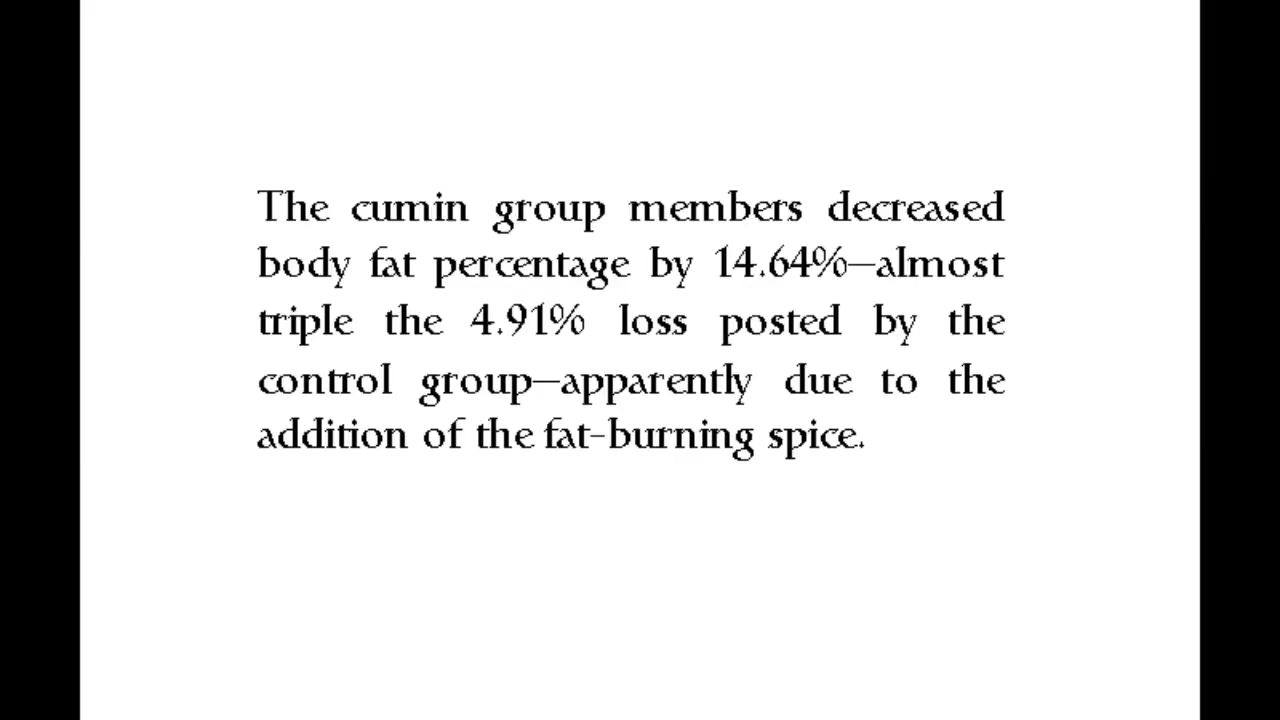 The cumin group members decreased
body fat percentage by 14.64%—almost
triple the 4.91% loss posted by the
control group—apparently due to the
addition of the fat-burning spice.